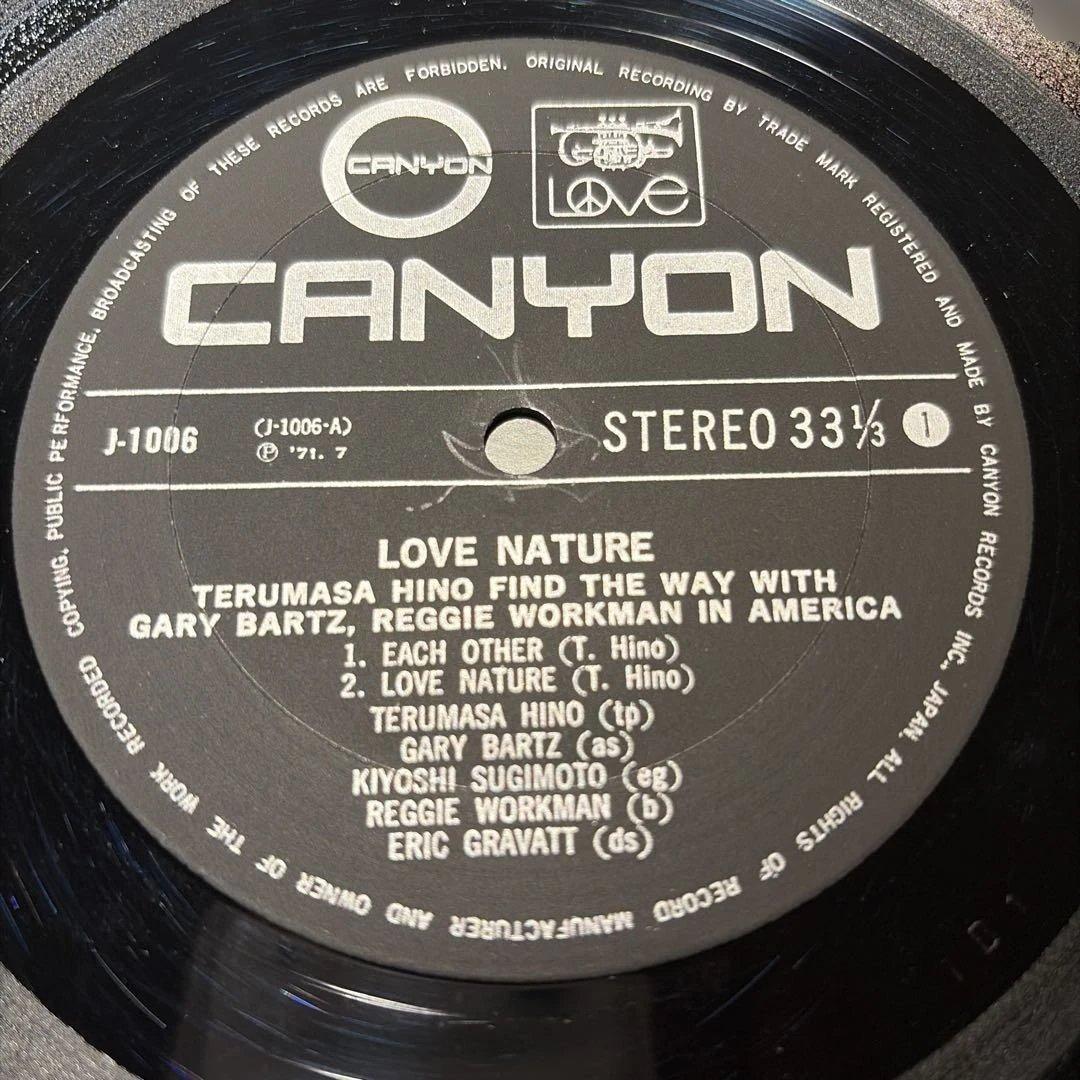 COPYING. PUBLIC PERFORMANCE. BROADCASTING OF THESE RECORDS ARE FORBIDDEN. ORIGINAL RECORDING BY TRADE MARK REGISTERED AND MADE BY CANYON RECORDS INC., JAPAN. ALL RIGHTS OF RECORD MANUFACTURER AND OWNER OF THE WORK RECORDED
CANYON
LOVE
CANYON
J-1006
(J-1006-A)
Ⓟ '71. 7
STEREO 33 1/3
1
LOVE NATURE
TERUMASA HINO FIND THE WAY WITH
GARY BARTZ, REGGIE WORKMAN IN AMERICA
1. EACH OTHER (T. Hino)
2. LOVE NATURE (T. Hino)
TERUMASA HINO (tp)
GARY BARTZ (as)
KIYOSHI SUGIMOTO (eg)
REGGIE WORKMAN (b)
ERIC GRAVATT (ds)